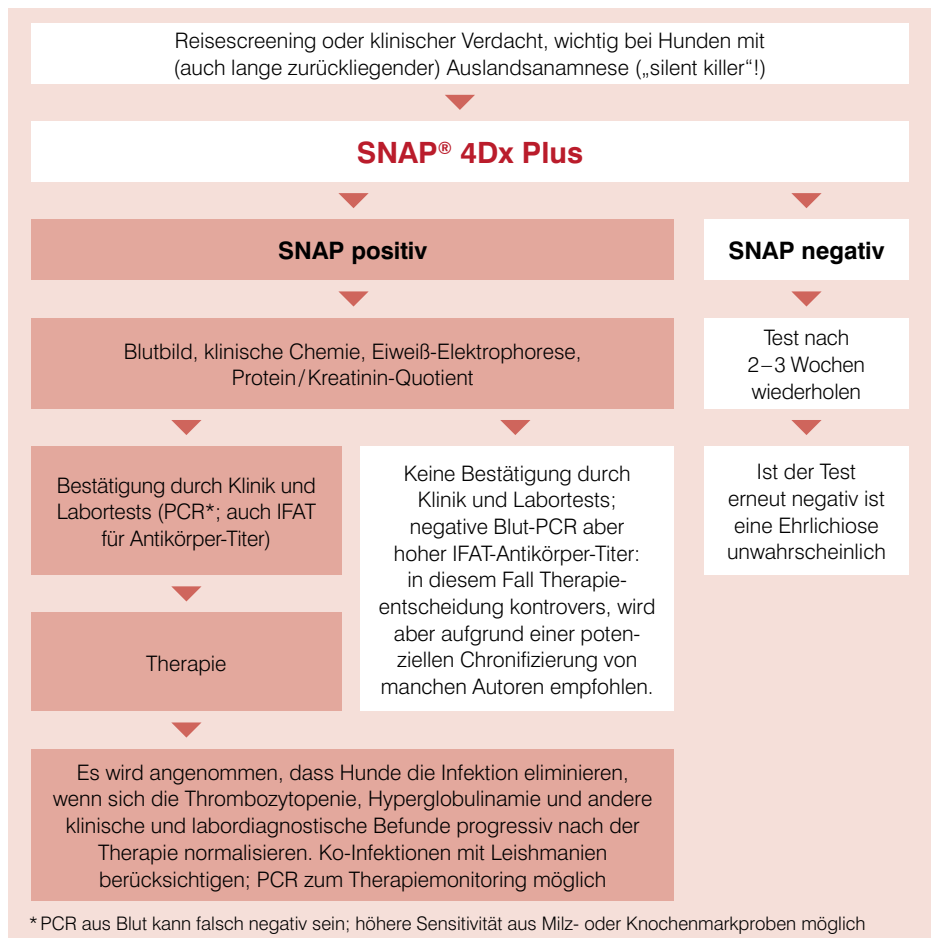 Reisescreening oder klinischer Verdacht, wichtig bei Hunden mit
(auch lange zurückliegender) Auslandsanamnese („silent killer“!)
SNAP® 4Dx Plus
SNAP positiv
SNAP negativ
Blutbild, klinische Chemie, Eiweiß-Elektrophorese,
Protein/Kreatinin-Quotient
Test nach
2–3 Wochen
wiederholen
Bestätigung durch Klinik und
Labortests (PCR*; auch IFAT
für Antikörper-Titer)
Keine Bestätigung durch
Klinik und Labortests;
negative Blut-PCR aber
hoher IFAT-Antikörper-Titer:
in diesem Fall Therapie-
entscheidung kontrovers, wird
aber aufgrund einer poten-
ziellen Chronifizierung von
manchen Autoren empfohlen.
Ist der Test
erneut negativ ist
eine Ehrlichiose
unwahrscheinlich
Therapie
Es wird angenommen, dass Hunde die Infektion eliminieren,
wenn sich die Thrombozytopenie, Hyperglobulinamie und andere
klinische und labordiagnostische Befunde progressiv nach der
Therapie normalisieren. Ko-Infektionen mit Leishmanien
berücksichtigen; PCR zum Therapiemonitoring möglich
* PCR aus Blut kann falsch negativ sein; höhere Sensitivität aus Milz- oder Knochenmarkproben möglich